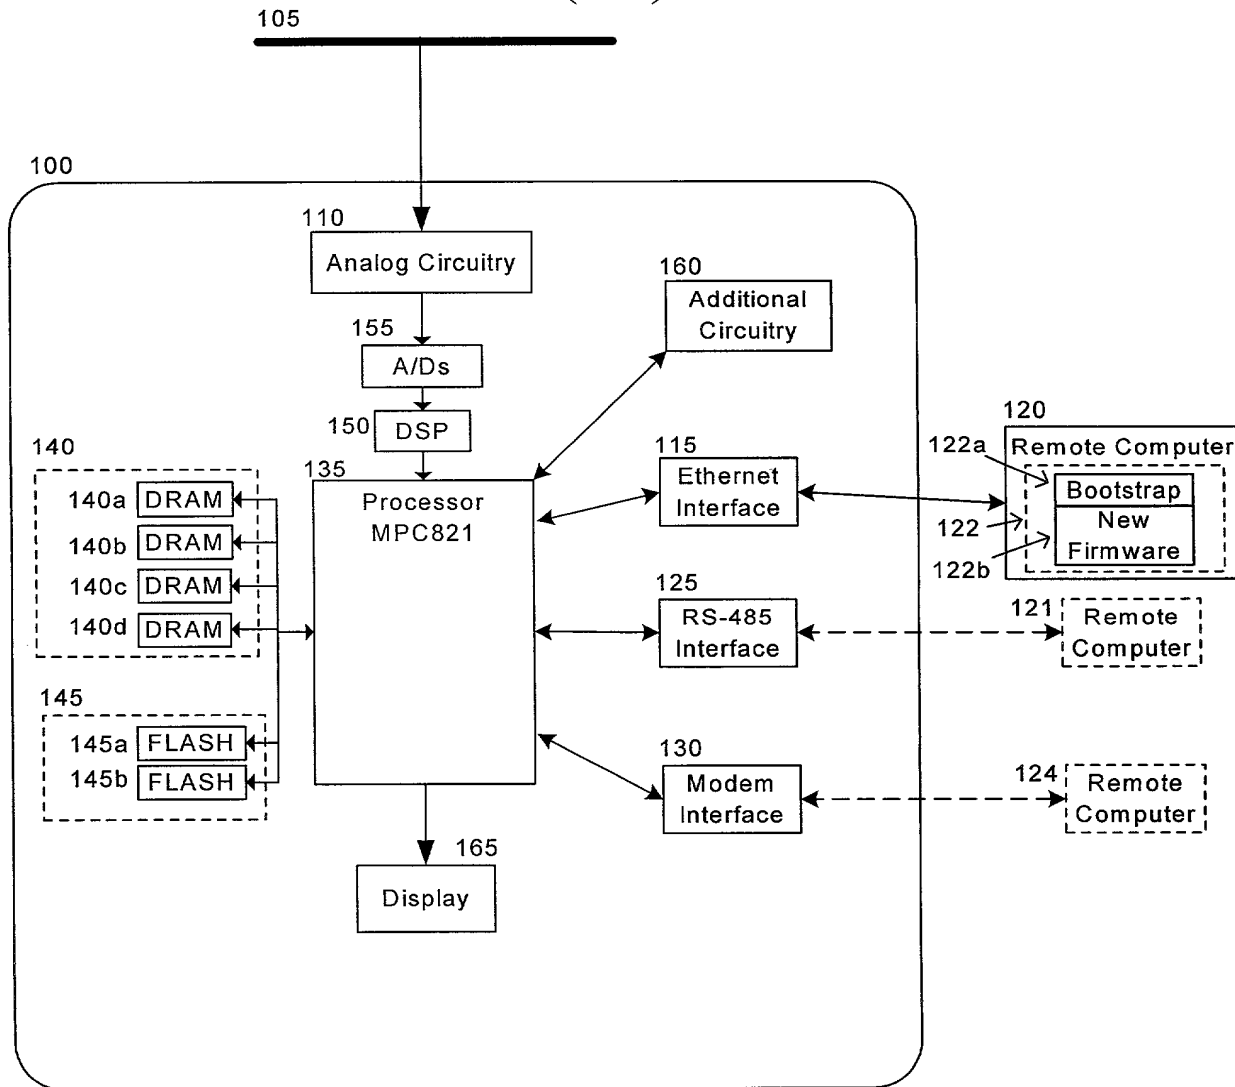 105
100
110
Analog Circuitry
160
Additional
Circuitry
155
A/Ds
150
DSP
120
Remote Computer
122a
Bootstrap
122
New
Firmware
122b
140
135
Processor
MPC821
115
Ethernet
Interface
140a
DRAM
140b
DRAM
140c
DRAM
140d
DRAM
125
RS-485
Interface
121
Remote
Computer
145
145a
FLASH
145b
FLASH
130
Modem
Interface
124
Remote
Computer
165
Display